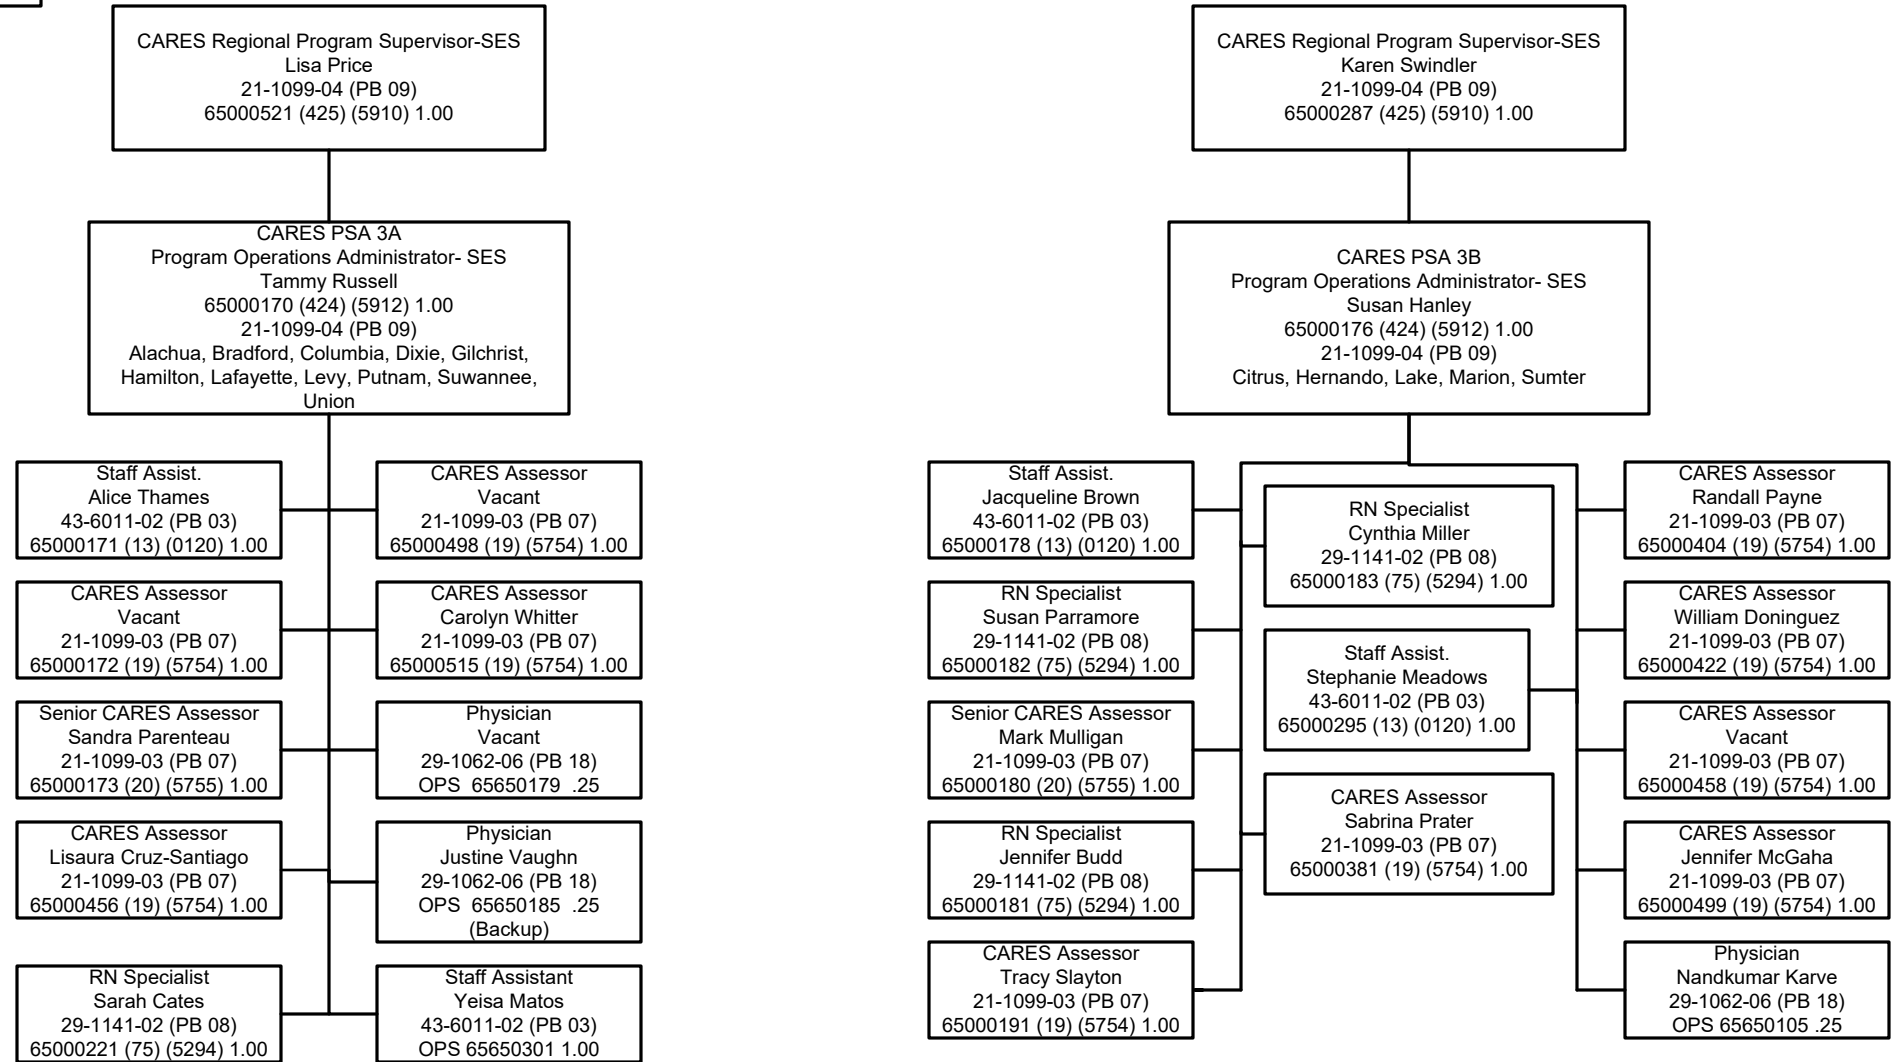 CARES Regional Program Supervisor-SES
Lisa Price
21-1099-04 (PB 09)
65000521 (425) (5910) 1.00
CARES PSA 3A
Program Operations Administrator- SES
Tammy Russell
65000170 (424) (5912) 1.00
21-1099-04 (PB 09)
Alachua, Bradford, Columbia, Dixie, Gilchrist,
Hamilton, Lafayette, Levy, Putnam, Suwannee,
Union
Staff Assist.
Alice Thames
43-6011-02 (PB 03)
65000171 (13) (0120) 1.00
CARES Assessor
Vacant
21-1099-03 (PB 07)
65000498 (19) (5754) 1.00
CARES Assessor
Vacant
21-1099-03 (PB 07)
65000172 (19) (5754) 1.00
CARES Assessor
Carolyn Whitter
21-1099-03 (PB 07)
65000515 (19) (5754) 1.00
Senior CARES Assessor
Sandra Parenteau
21-1099-03 (PB 07)
65000173 (20) (5755) 1.00
Physician
Vacant
29-1062-06 (PB 18)
OPS 65650179 .25
CARES Assessor
Lisaura Cruz-Santiago
21-1099-03 (PB 07)
65000456 (19) (5754) 1.00
Physician
Justine Vaughn
29-1062-06 (PB 18)
OPS 65650185 .25
(Backup)
RN Specialist
Sarah Cates
29-1141-02 (PB 08)
65000221 (75) (5294) 1.00
Staff Assistant
Yeisa Matos
43-6011-02 (PB 03)
OPS 65650301 1.00
CARES Regional Program Supervisor-SES
Karen Swindler
21-1099-04 (PB 09)
65000287 (425) (5910) 1.00
CARES PSA 3B
Program Operations Administrator- SES
Susan Hanley
65000176 (424) (5912) 1.00
21-1099-04 (PB 09)
Citrus, Hernando, Lake, Marion, Sumter
Staff Assist.
Jacqueline Brown
43-6011-02 (PB 03)
65000178 (13) (0120) 1.00
RN Specialist
Susan Parramore
29-1141-02 (PB 08)
65000182 (75) (5294) 1.00
Senior CARES Assessor
Mark Mulligan
21-1099-03 (PB 07)
65000180 (20) (5755) 1.00
RN Specialist
Jennifer Budd
29-1141-02 (PB 08)
65000181 (75) (5294) 1.00
CARES Assessor
Tracy Slayton
21-1099-03 (PB 07)
65000191 (19) (5754) 1.00
RN Specialist
Cynthia Miller
29-1141-02 (PB 08)
65000183 (75) (5294) 1.00
Staff Assist.
Stephanie Meadows
43-6011-02 (PB 03)
65000295 (13) (0120) 1.00
CARES Assessor
Sabrina Prater
21-1099-03 (PB 07)
65000381 (19) (5754) 1.00
CARES Assessor
Randall Payne
21-1099-03 (PB 07)
65000404 (19) (5754) 1.00
CARES Assessor
William Doninguez
21-1099-03 (PB 07)
65000422 (19) (5754) 1.00
CARES Assessor
Vacant
21-1099-03 (PB 07)
65000458 (19) (5754) 1.00
CARES Assessor
Jennifer McGaha
21-1099-03 (PB 07)
65000499 (19) (5754) 1.00
Physician
Nandkumar Karve
29-1062-06 (PB 18)
OPS 65650105 .25